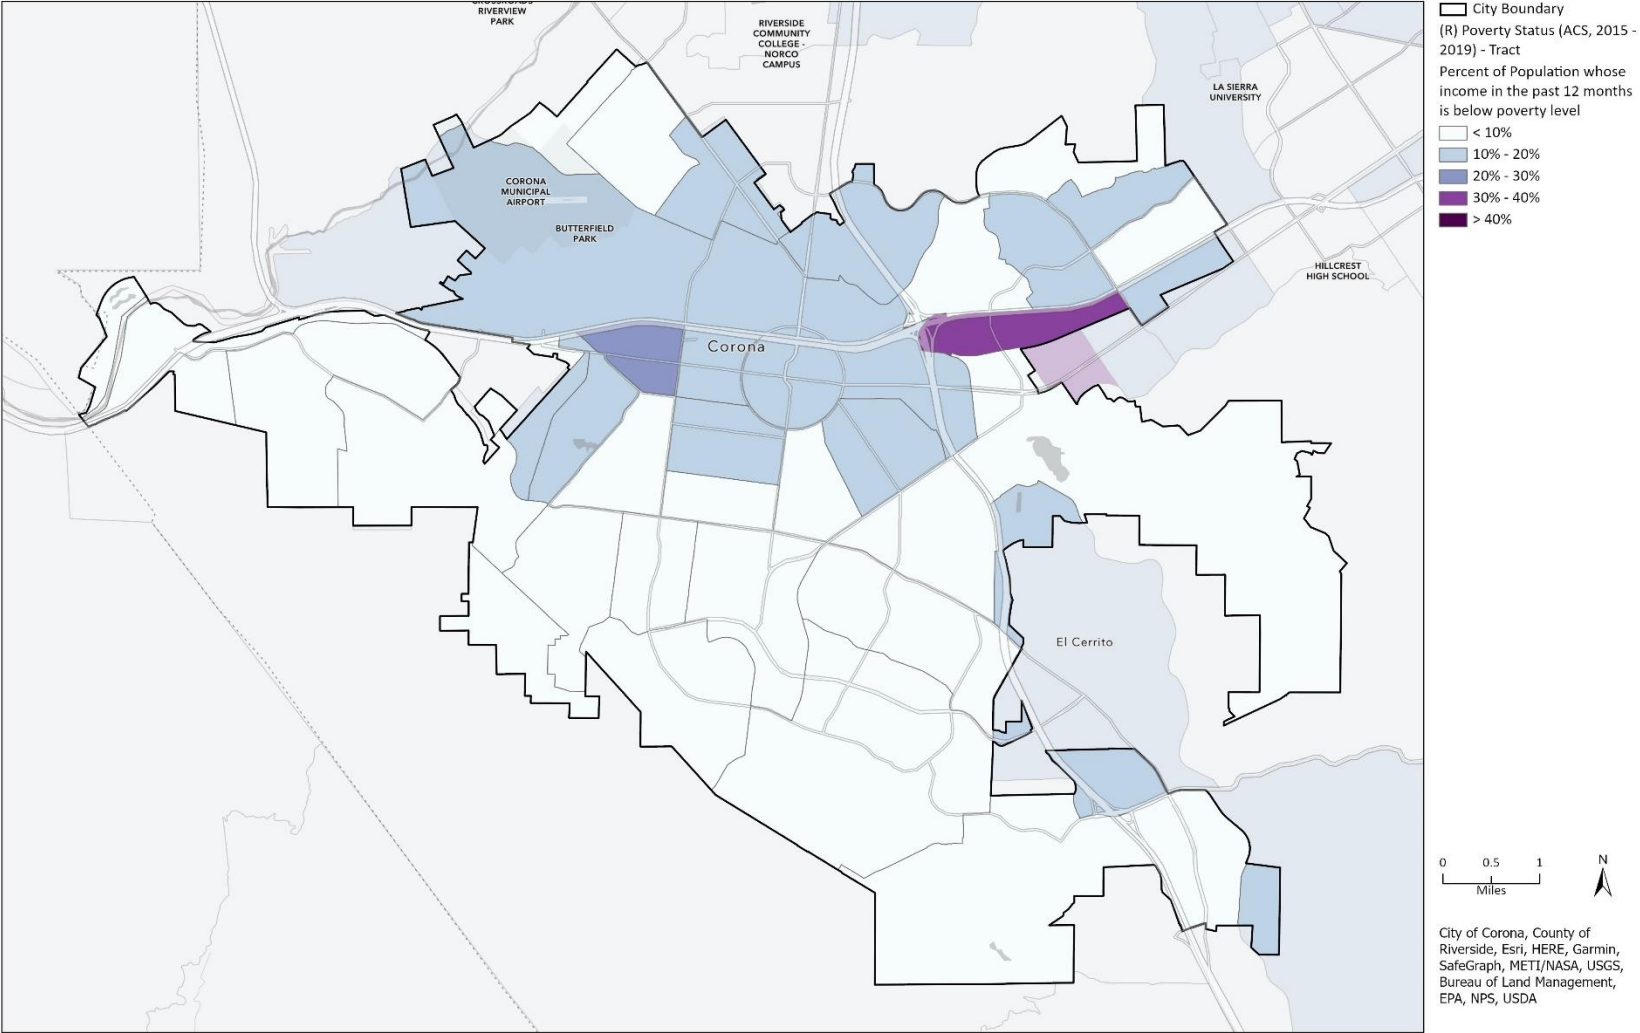 CROSSROADS
RIVERVIEW
PARK
RIVERSIDE
COMMUNITY
COLLEGE -
NORCO
CAMPUS
LA SIERRA
UNIVERSITY
CORONA
MUNICIPAL
AIRPORT
BUTTERFIELD
PARK
HILLCREST
HIGH SCHOOL
Corona
El Cerrito
City Boundary
(R) Poverty Status (ACS, 2015 -
2019) - Tract
Percent of Population whose
income in the past 12 months
is below poverty level
< 10%
10% - 20%
20% - 30%
30% - 40%
> 40%
0 0.5 1
Miles
N
City of Corona, County of
Riverside, Esri, HERE, Garmin,
SafeGraph, METI/NASA, USGS,
Bureau of Land Management,
EPA, NPS, USDA